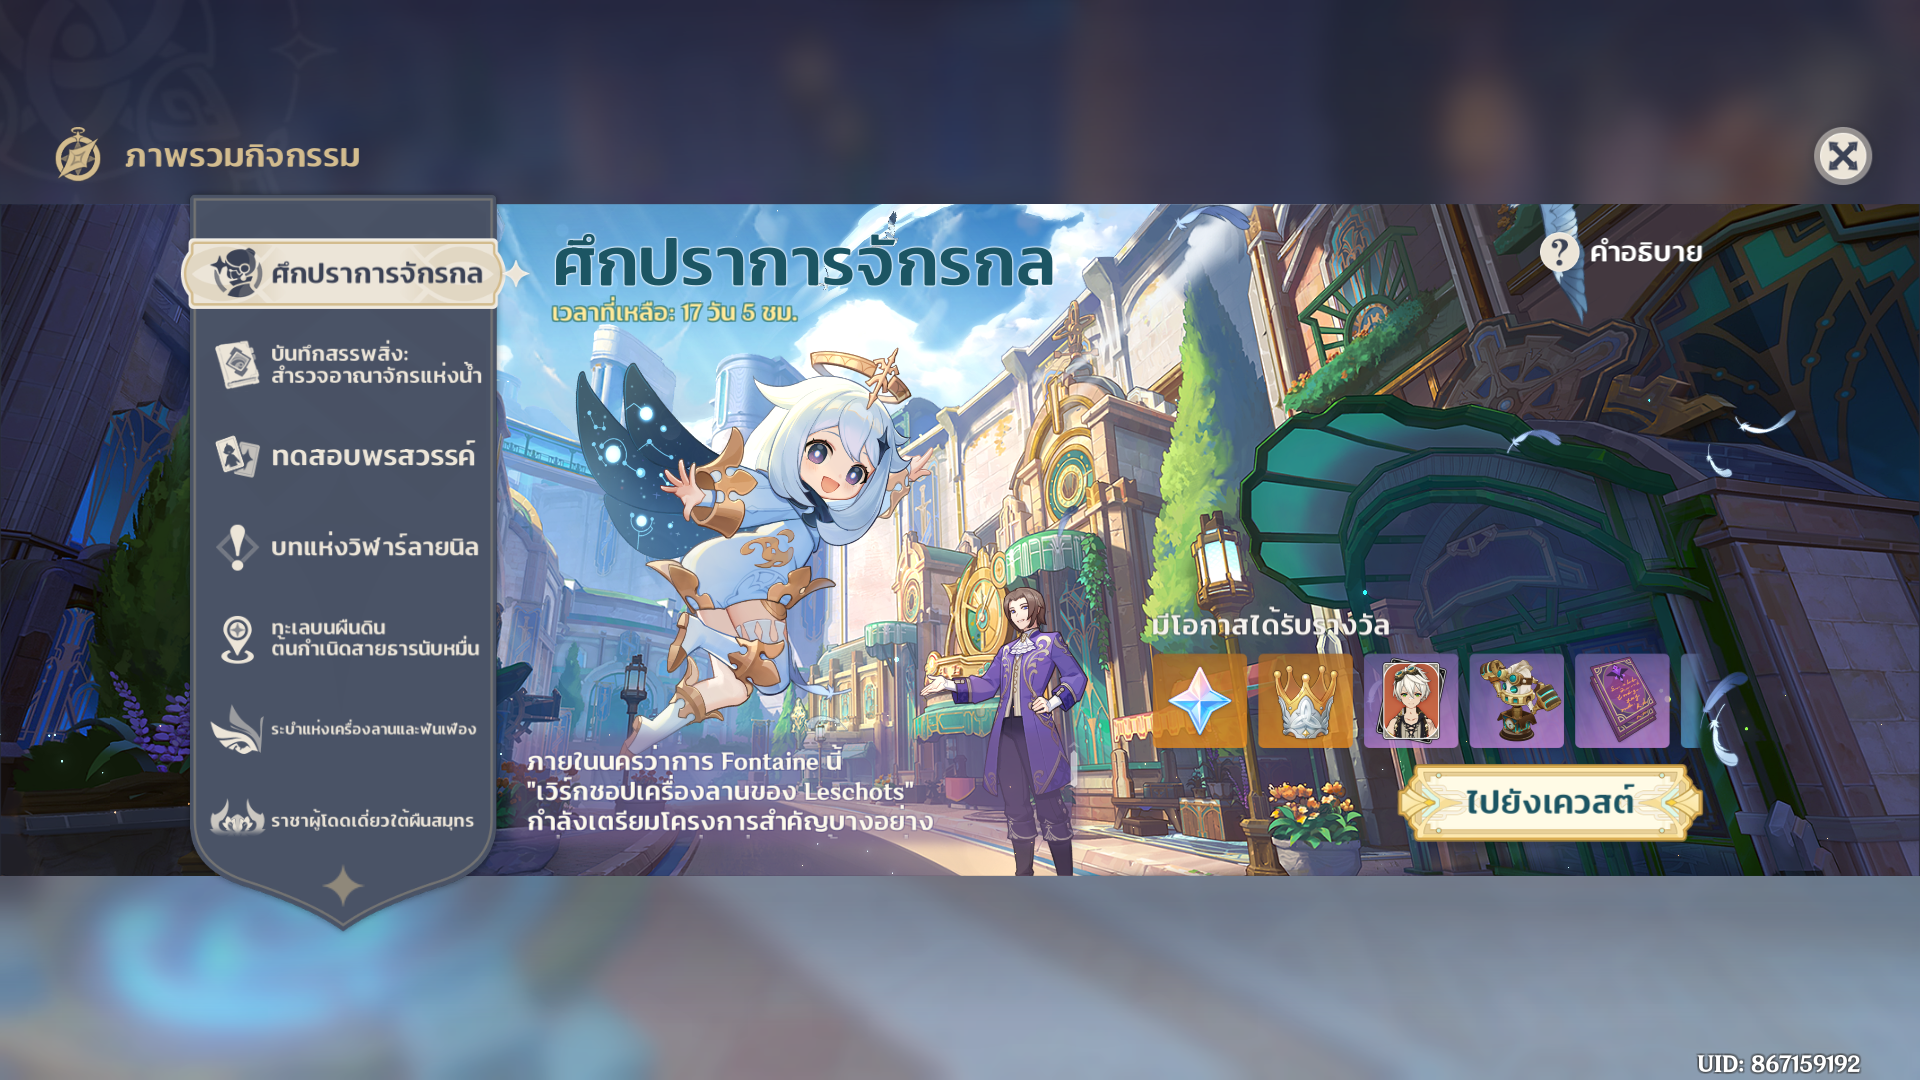 ภาพรวมกิจกรรม
ศึกปราการจักรกล
บันทึกสรรพสิ่ง:
สำรวจอาณาจักรแห่งน้ำ
ทดสอบพรสวรรค์
บทแห่งวิฬาร์ลายนิล
ทะเลบนผืนดิน
ต้นกำเนิดสายธารนับหมื่น
ระบำแห่งเครื่องลานและฟันเฟือง
ราชาผู้โดดเดี่ยวใต้ผืนสมุทร
ศึกปราการจักรกล
เวลาที่เหลือ: 17 วัน 5 ชม.
คำอธิบาย
ภายในนครว่าการ Fontaine นี้
"เวิร์กชอปเครื่องลานของ Leschots"
กำลังเตรียมโครงการสำคัญบางอย่าง
มีโอกาสได้รับรางวัล
ไปยังเควสต์
UID: 867159192